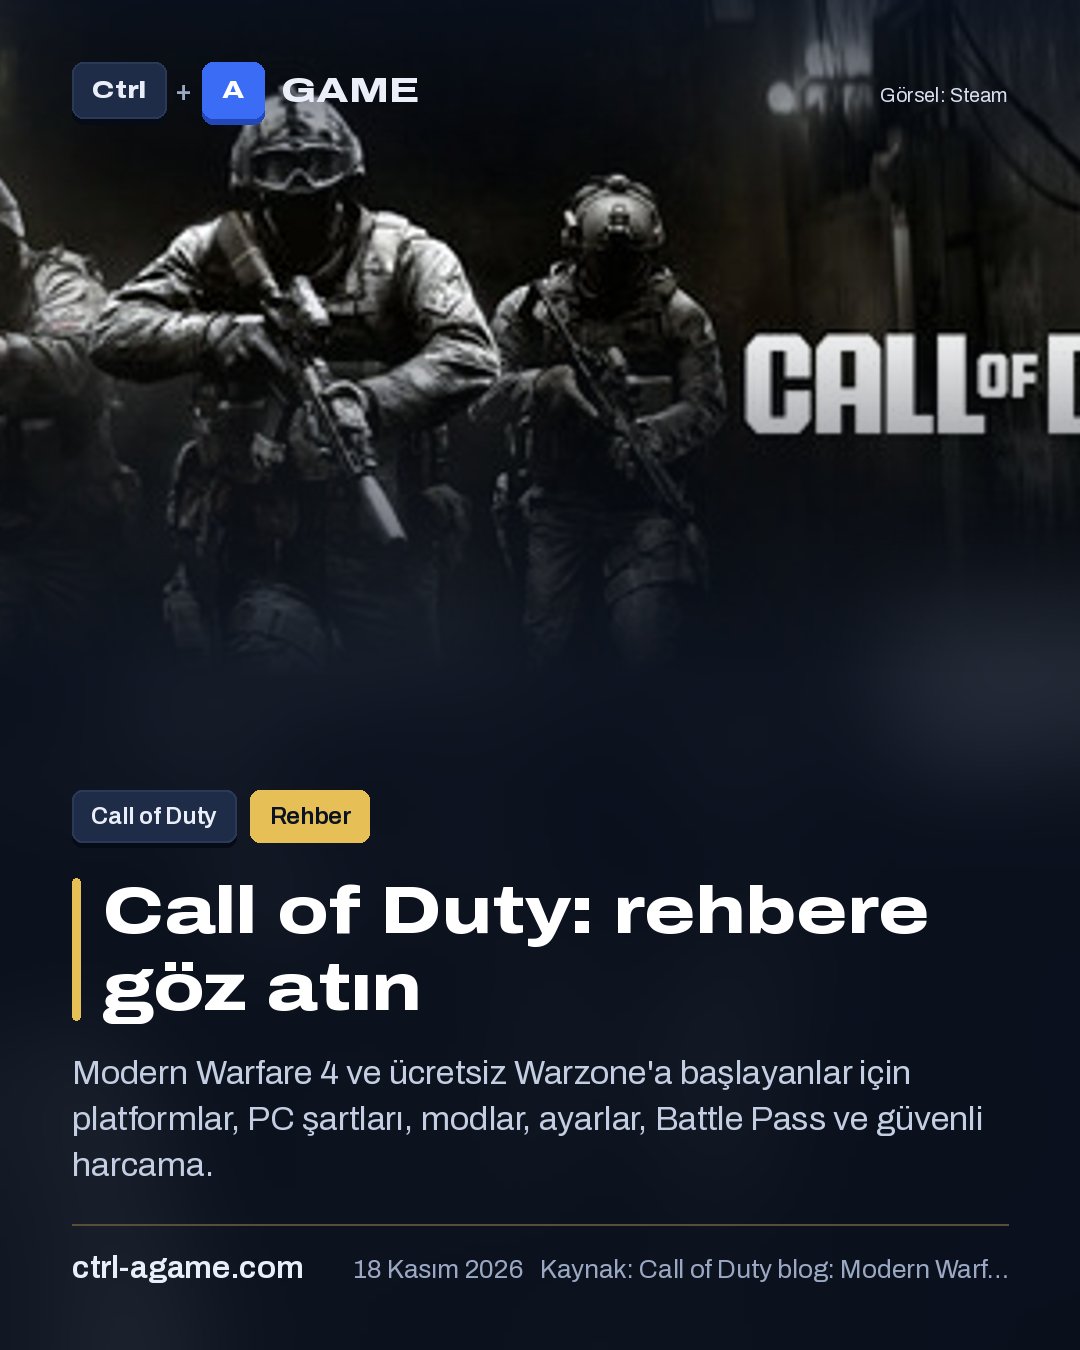 Ctrl + A GAME
Görsel: Steam
CALL OF D
Call of Duty
Rehber
Call of Duty: rehbere
göz atın
Modern Warfare 4 ve ücretsiz Warzone'a başlayanlar için
platformlar, PC şartları, modlar, ayarlar, Battle Pass ve güvenli
harcama.
ctrl-agame.com
18 Kasım 2026 Kaynak: Call of Duty blog: Modern Warf...